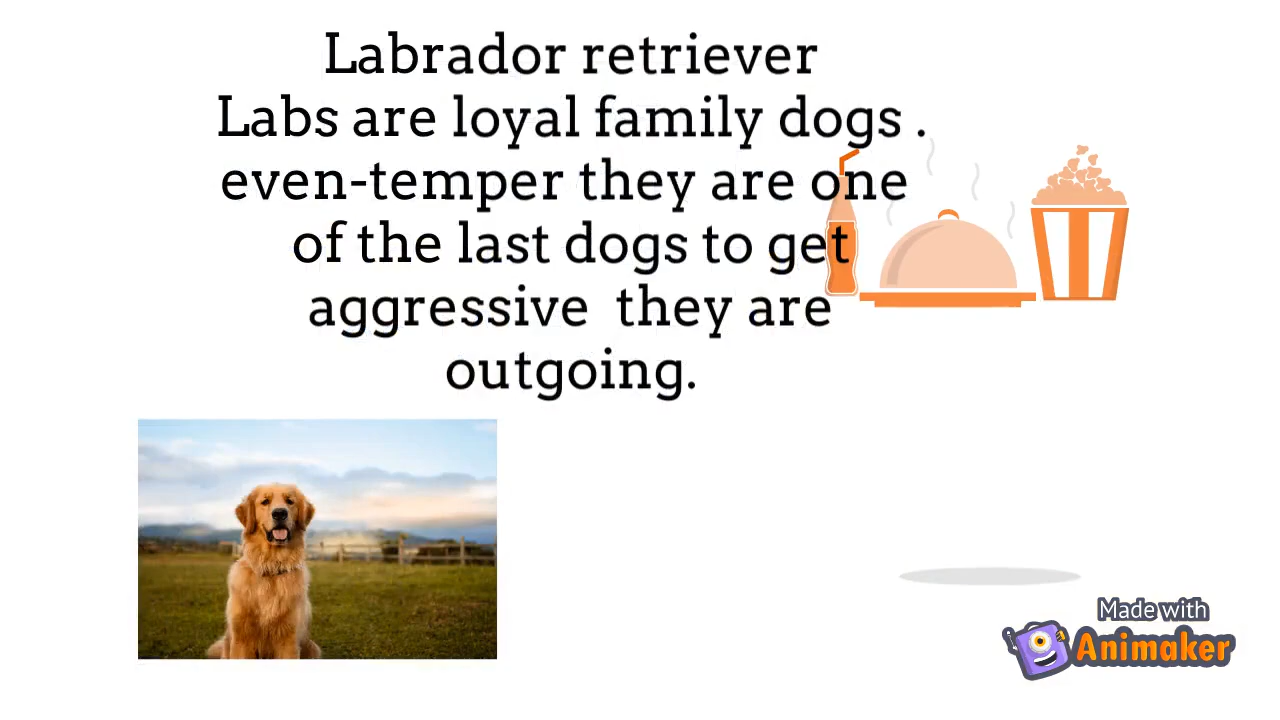 Labrador retriever
Labs are loyal family dogs .
even-temper they are one
of the last dogs to get
aggressive  they are
outgoing.
Made with
Animaker